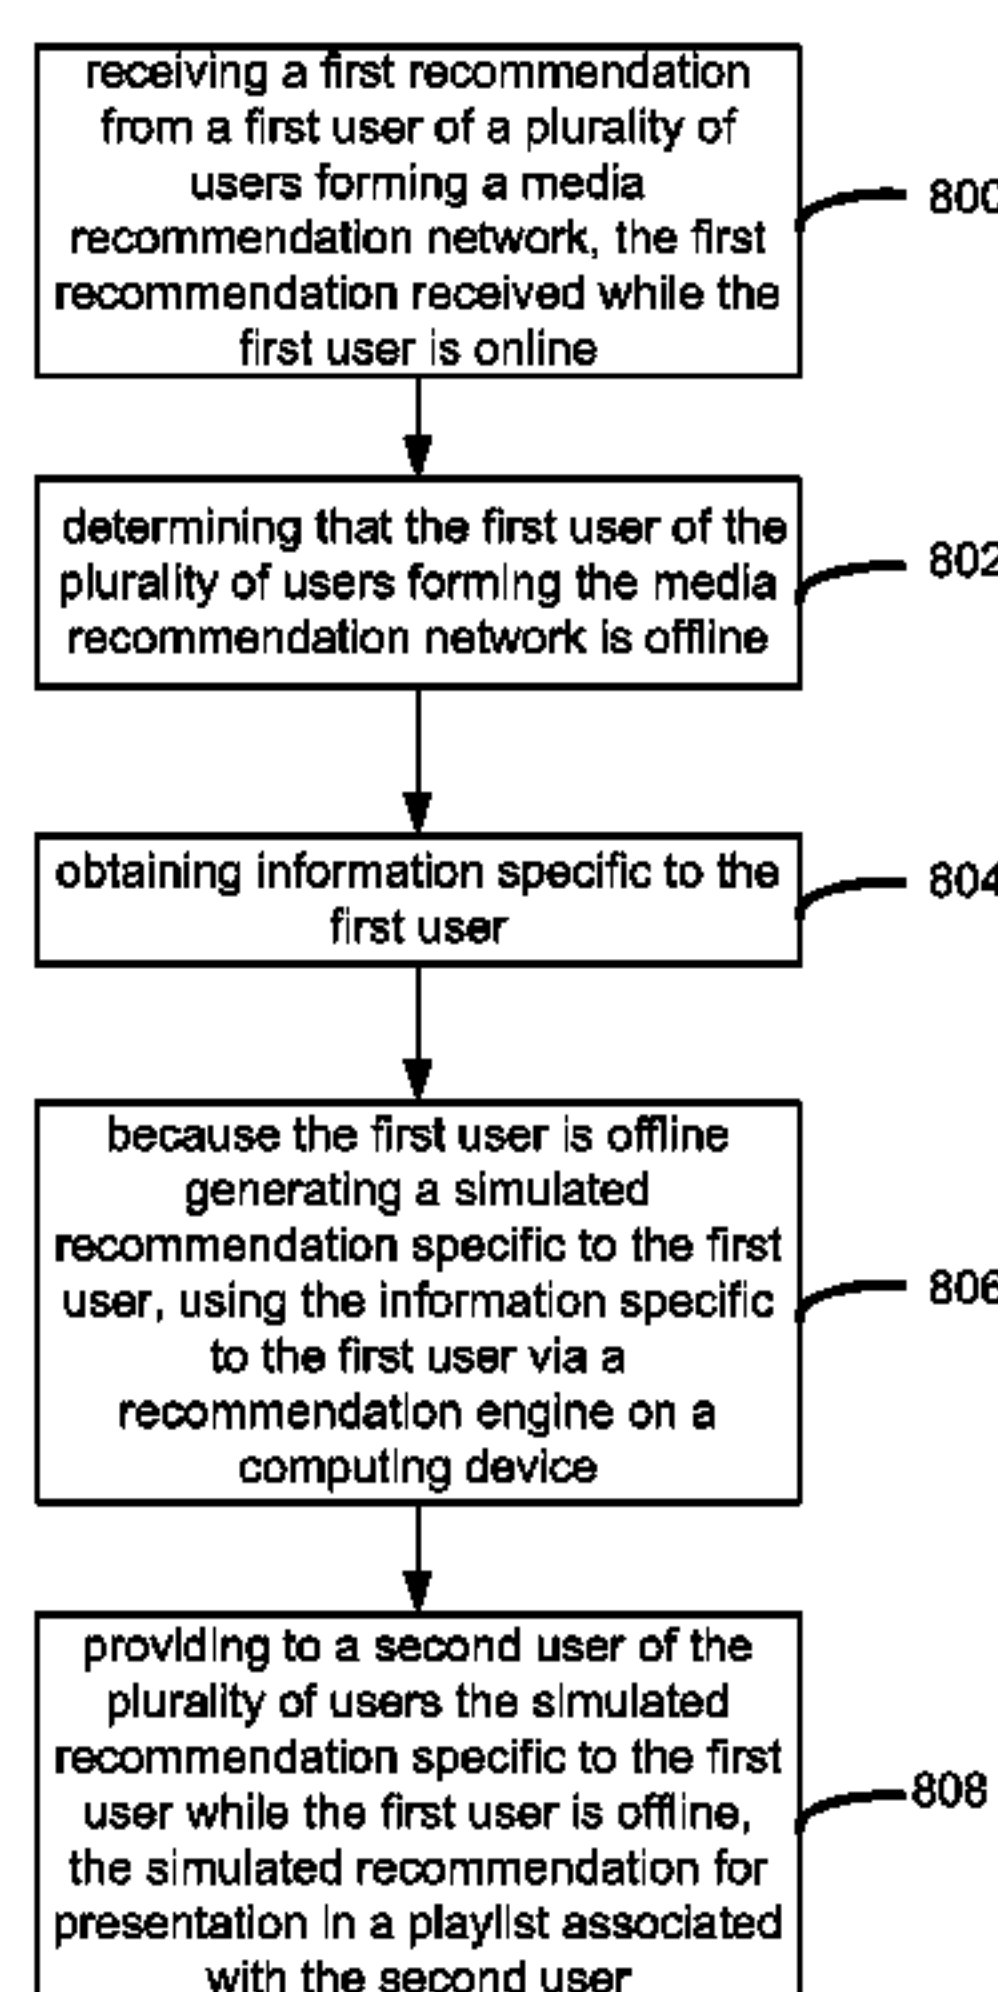 receiving a first recommendation
from a first user of a plurality of
users forming a media
recommendation network, the first
recommendation received while the
first user is online
800
determining that the first user of the
plurality of users forming the media
recommendation network is offline
802
obtaining information specific to the
first user
804
because the first user is offline
generating a simulated
recommendation specific to the first
user, using the information specific
to the first user via a
recommendation engine on a
computing device
806
providing to a second user of the
plurality of users the simulated
recommendation specific to the first
user while the first user is offline,
the simulated recommendation for
presentation in a playlist associated
with the second user
808